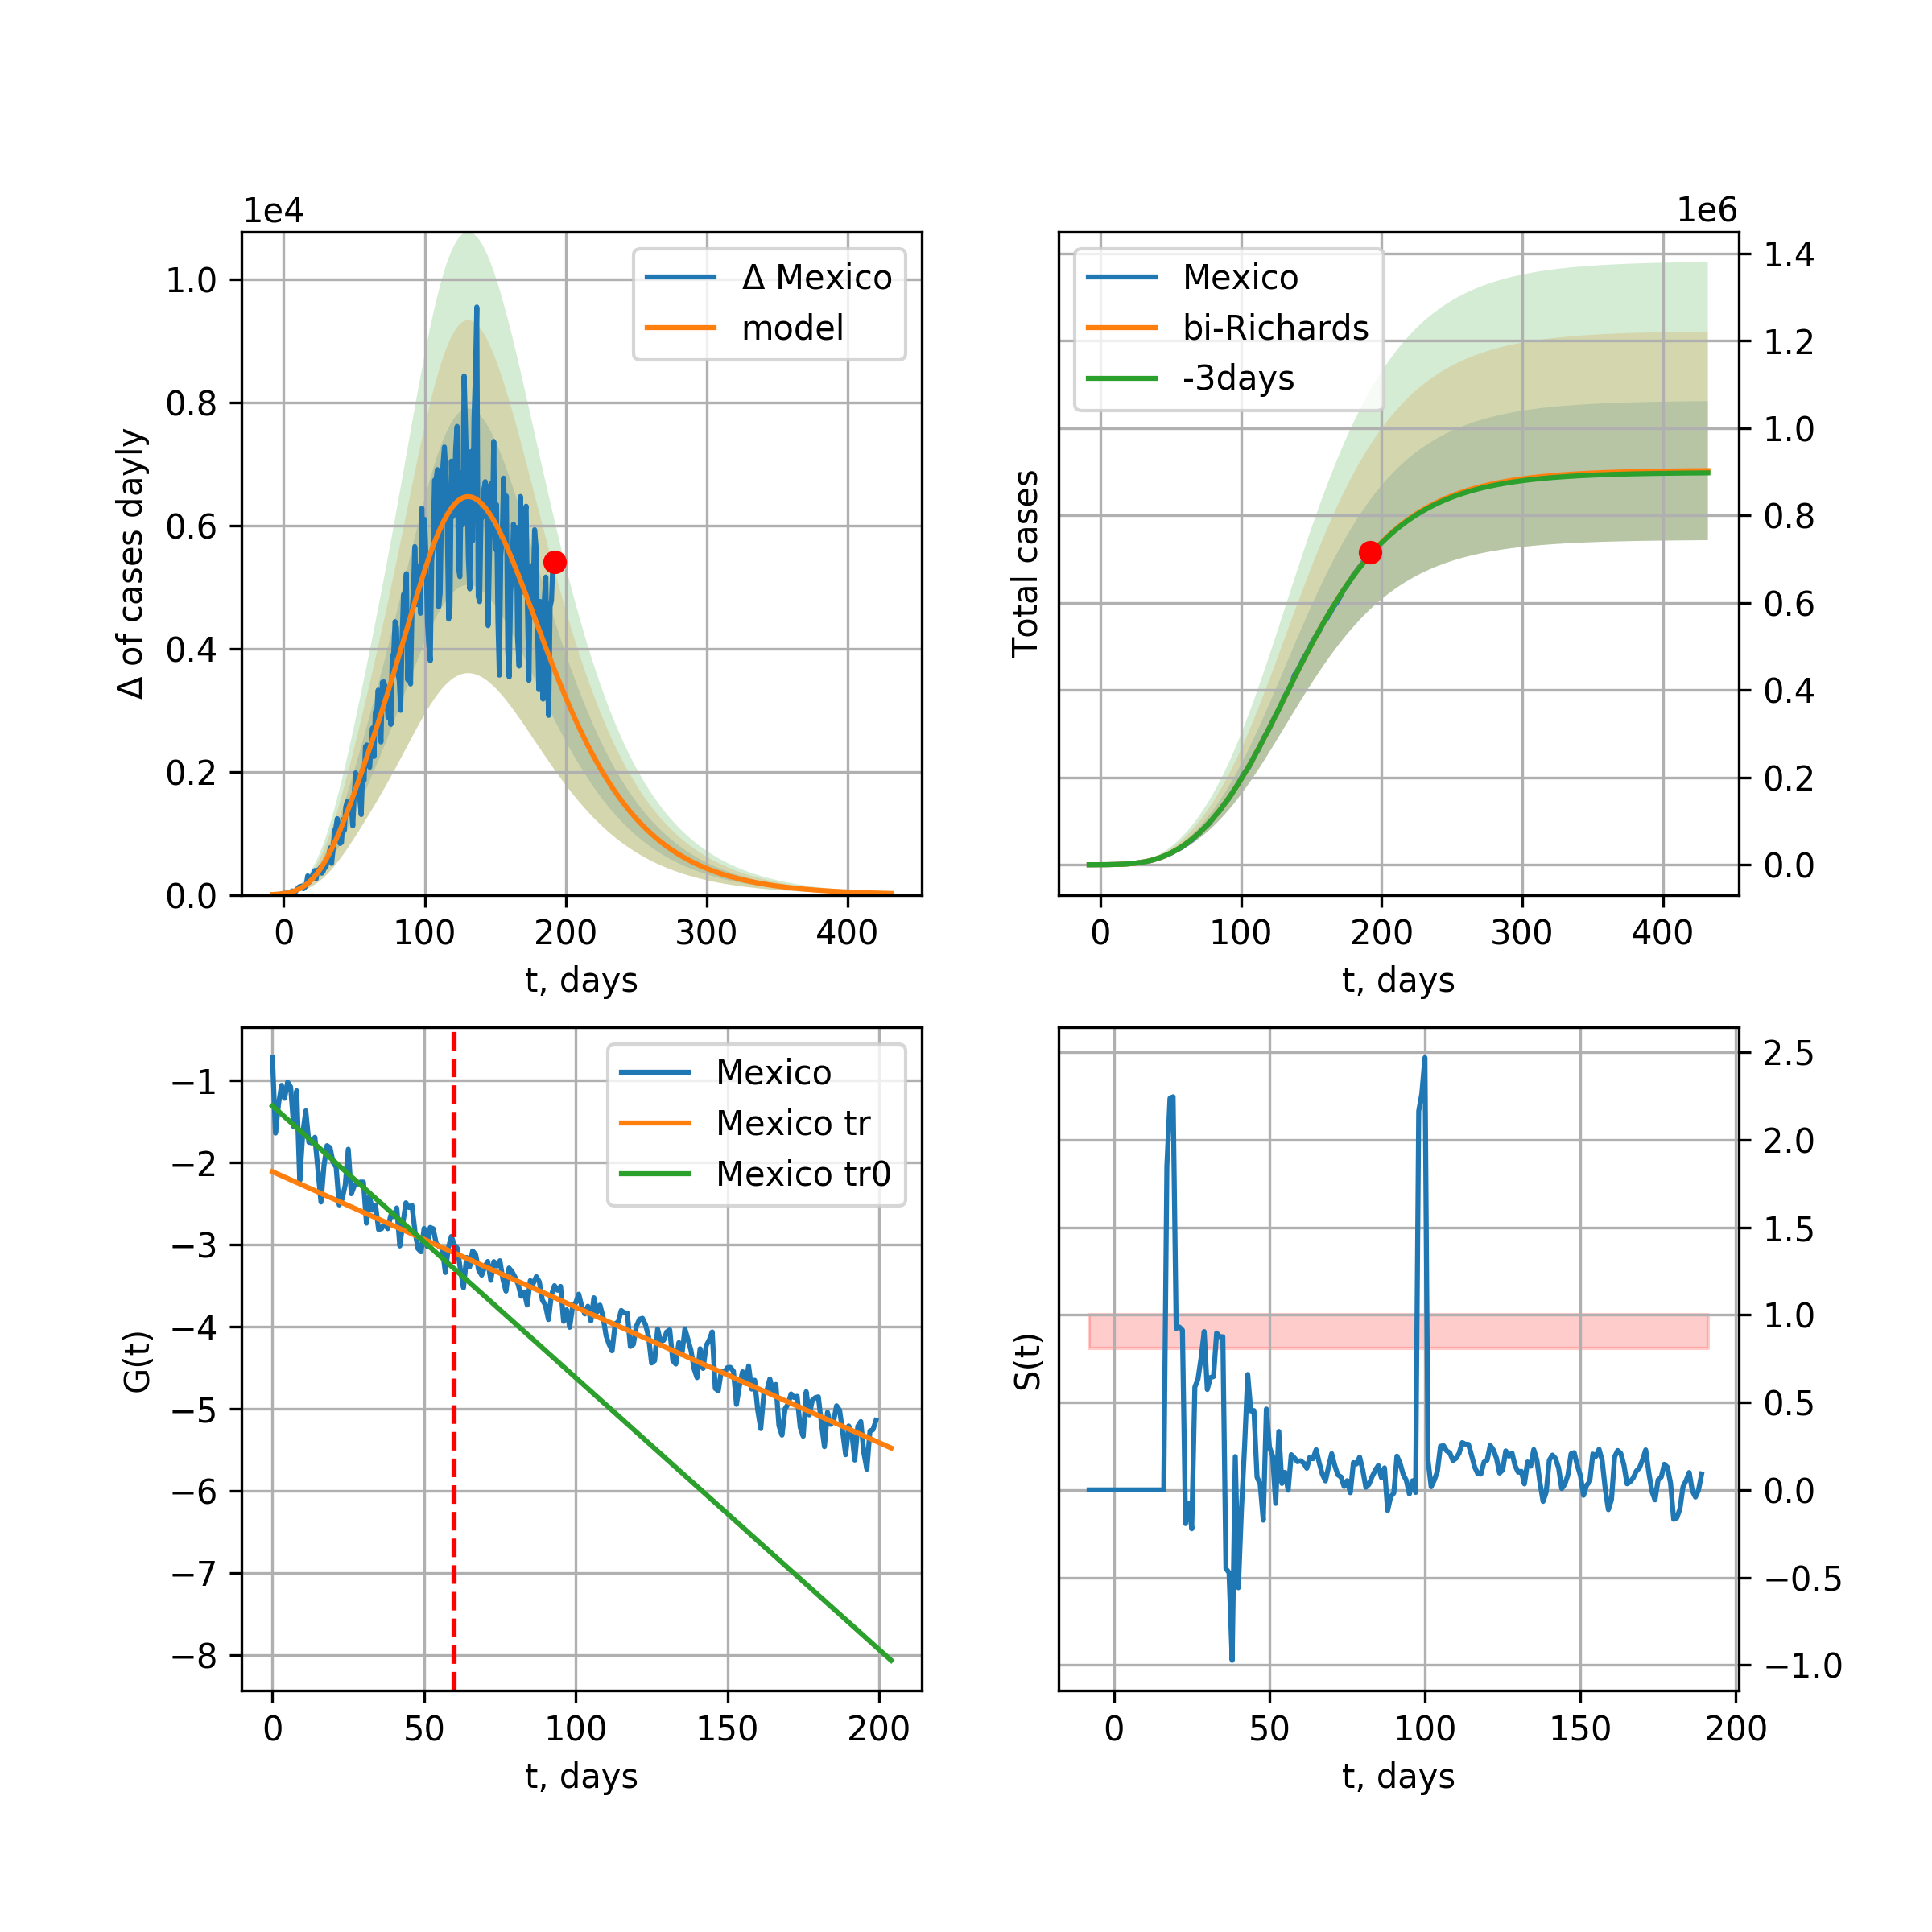 1e4
1.0
0.8
0.6
0.4
0.2
0.0
Δ of cases dayly
Δ Mexico
model
0 100 200 300 400
t, days
1e6
Total cases
Mexico
bi-Richards
-3days
1.4
1.2
1.0
0.8
0.6
0.4
0.2
0.0
0 100 200 300 400
t, days
−1
−2
−3
−4
−5
−6
−7
−8
G(t)
Mexico
Mexico tr
Mexico tr0
0 50 100 150 200
t, days
S(t)
2.5
2.0
1.5
1.0
0.5
0.0
−0.5
−1.0
0 50 100 150 200
t, days